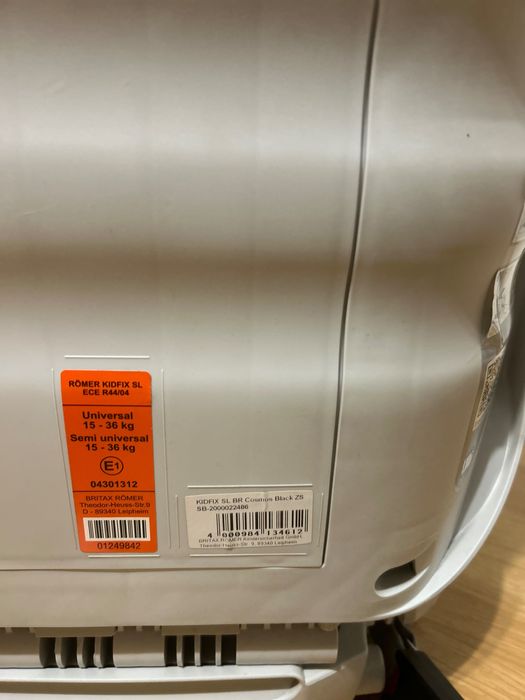 RÖMER KIDFIX SL
ECE R44/04
Universal
15 - 36 kg
Semi universal
15 - 36 kg
E1
04301312
BRITAX RÖMER
Theodor-Heuss-Str.9
D - 89340 Leipheim
01249842
KIDFIX SL BR Cosmos Black ZS
SB-2000022486
4 000984 134612
BRITAX RÖMER Kindersicherheit GmbH
Theodor-Heuss-Str. 9, 89340 Leipheim